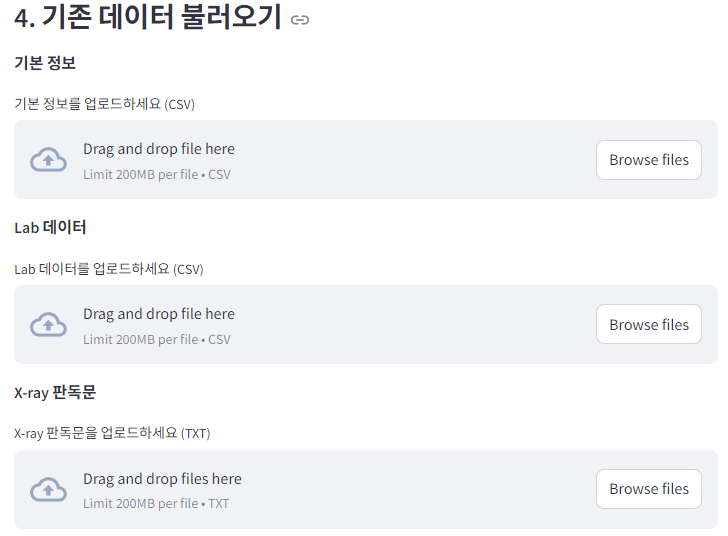 4. 기존 데이터 불러오기
기본 정보
기본 정보를 업로드하세요 (CSV)
Drag and drop file here
Limit 200MB per file • CSV
Browse files
Lab 데이터
Lab 데이터를 업로드하세요 (CSV)
Drag and drop file here
Limit 200MB per file • CSV
Browse files
X-ray 판독문
X-ray 판독문을 업로드하세요 (TXT)
Drag and drop files here
Limit 200MB per file • TXT
Browse files